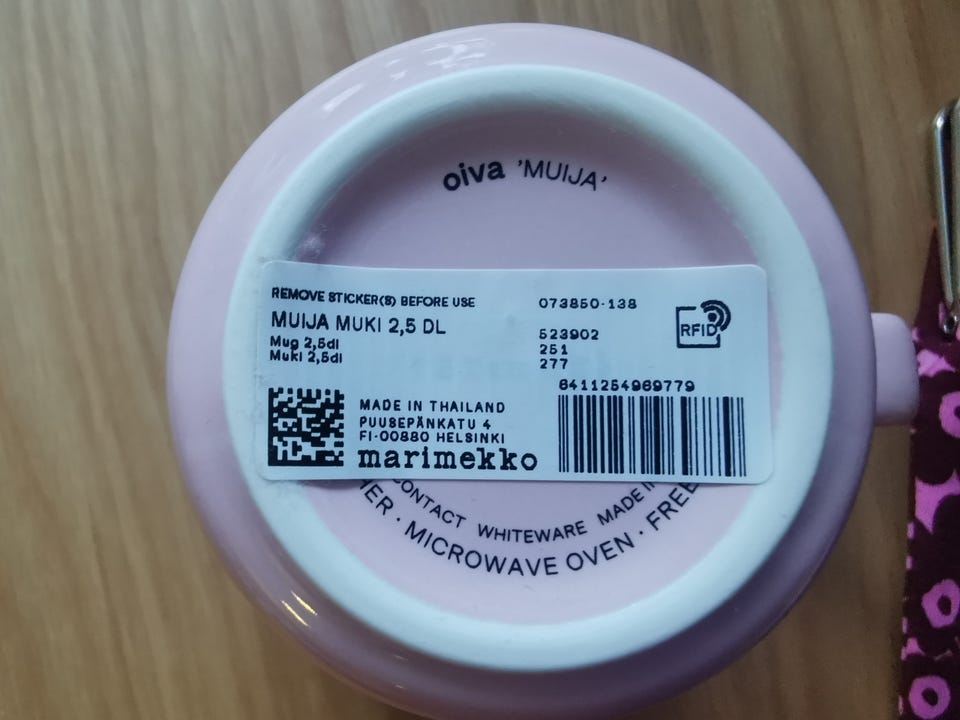 oiva 'MUIJA'
REMOVE STICKER(S) BEFORE USE
MUIJA MUKI 2,5 DL
Mug 2,5dl
Muki 2,5dl
073850-138
523902
251
277
RFID
6411254969779
MADE IN THAILAND
PUUSEPÄNKATU 4
FI-00880 HELSINKI
marimekko
CONTACT WHITEWARE MADE
· MICROWAVE OVEN ·